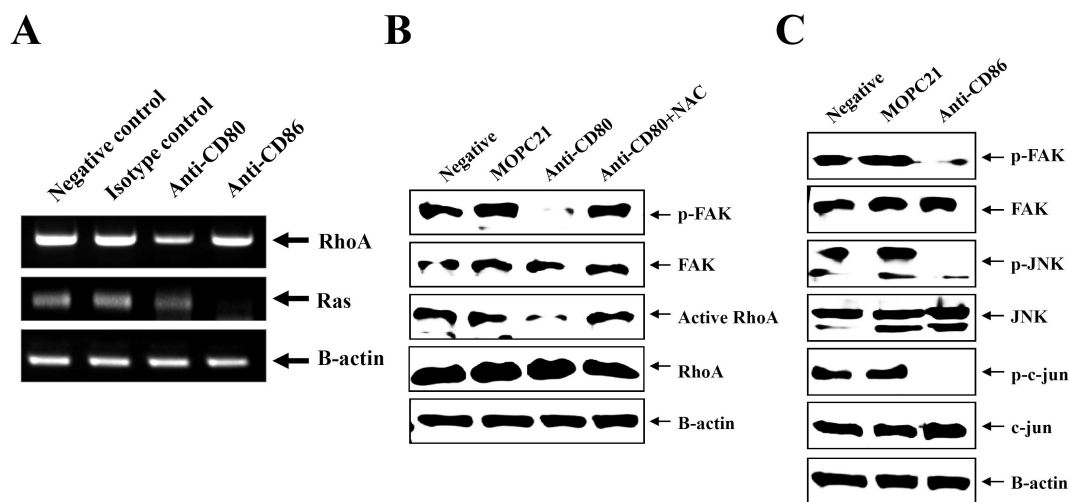 A
Negative control
Isotype control
Anti-CD80
Anti-CD86
RhoA
Ras
B-actin
B
Negative
MOPC21
Anti-CD80
Anti-CD80+NAC
p-FAK
FAK
Active RhoA
RhoA
B-actin
C
Negative
MOPC21
Anti-CD86
p-FAK
FAK
p-JNK
JNK
p-c-jun
c-jun
B-actin